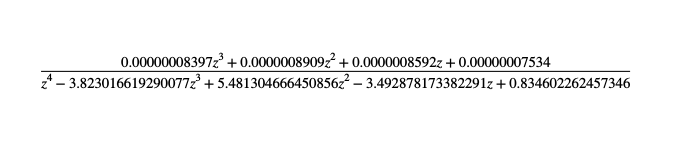 0.00000008397z³ + 0.0000008909z² + 0.0000008592z + 0.00000007534
z⁴ − 3.823016619290077z³ + 5.481304666450856z² − 3.492878173382291z + 0.834602262457346